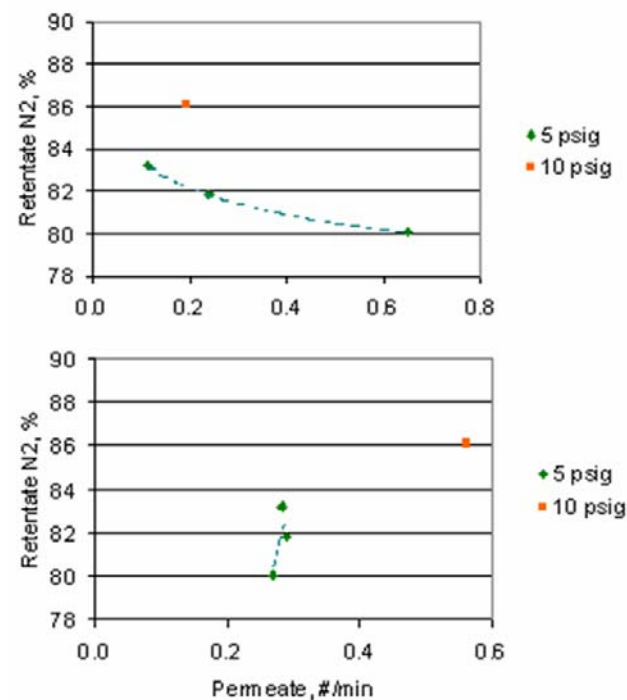 90
88
86
84
82
80
78
Retentate N2, %
0.0 0.2 0.4 0.6 0.8
5 psig
10 psig
90
88
86
84
82
80
78
Retentate N2, %
0.0 0.2 0.4 0.6
Permeate, #/min
5 psig
10 psig